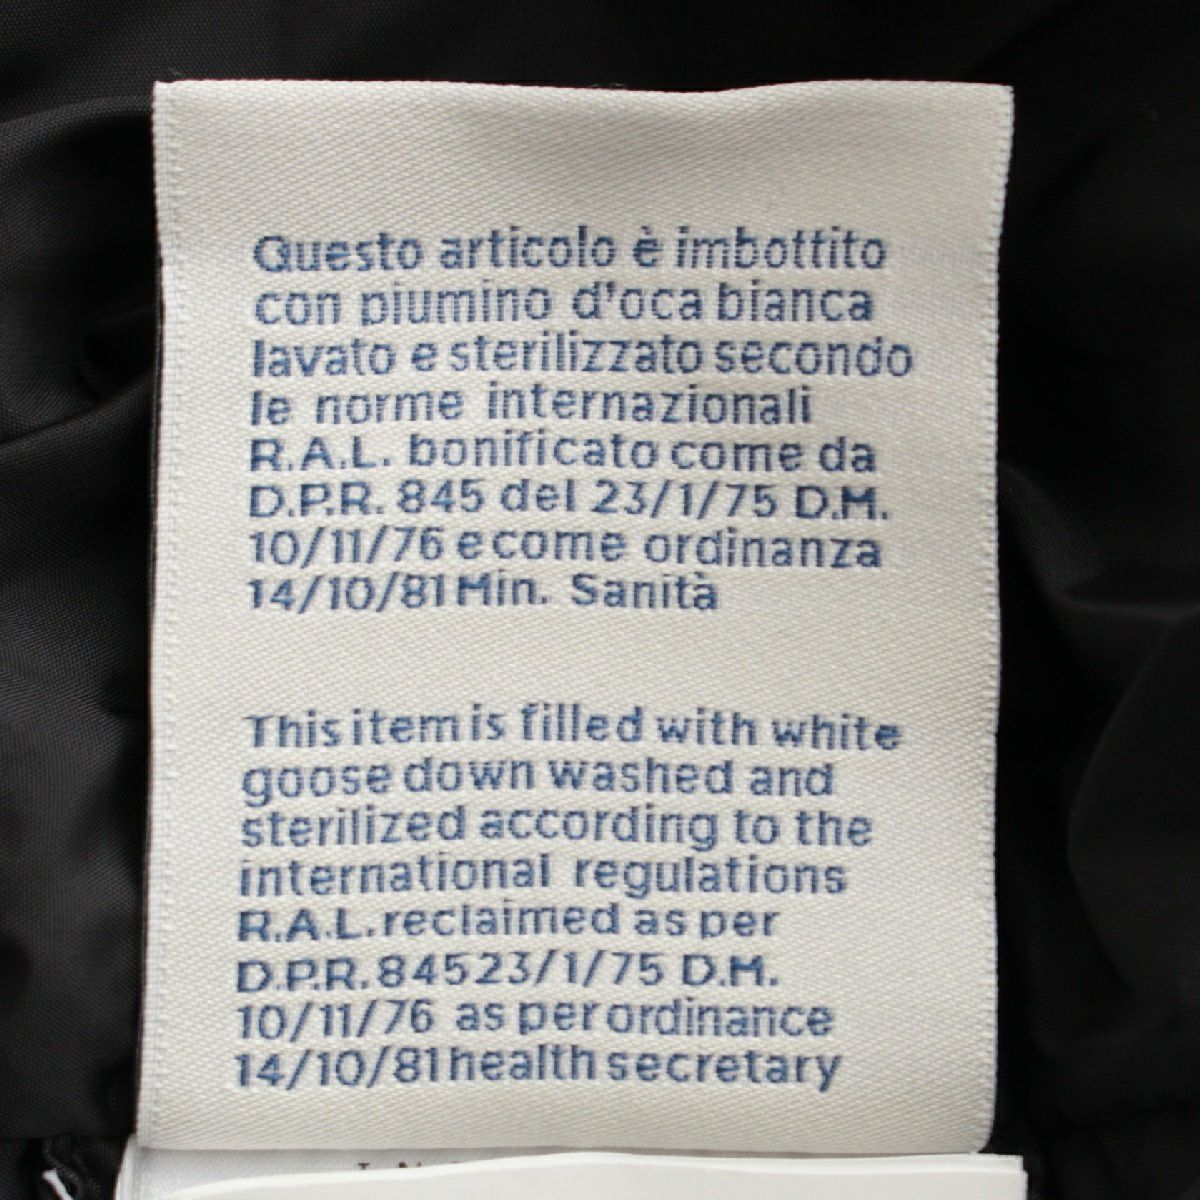 Questo articolo è imbottito
con piumino d'oca bianca
lavato e sterilizzato secondo
le norme internazionali
R.A.L. bonificato come da
D.P.R. 845 del 23/1/75 D.M.
10/11/76 e come ordinanza
14/10/81 Min. Sanità
This item is filled with white
goose down washed and
sterilized according to the
international regulations
R.A.L. reclaimed as per
D.P.R. 845 23/1/75 D.M.
10/11/76 as per ordinance
14/10/81 health secretary